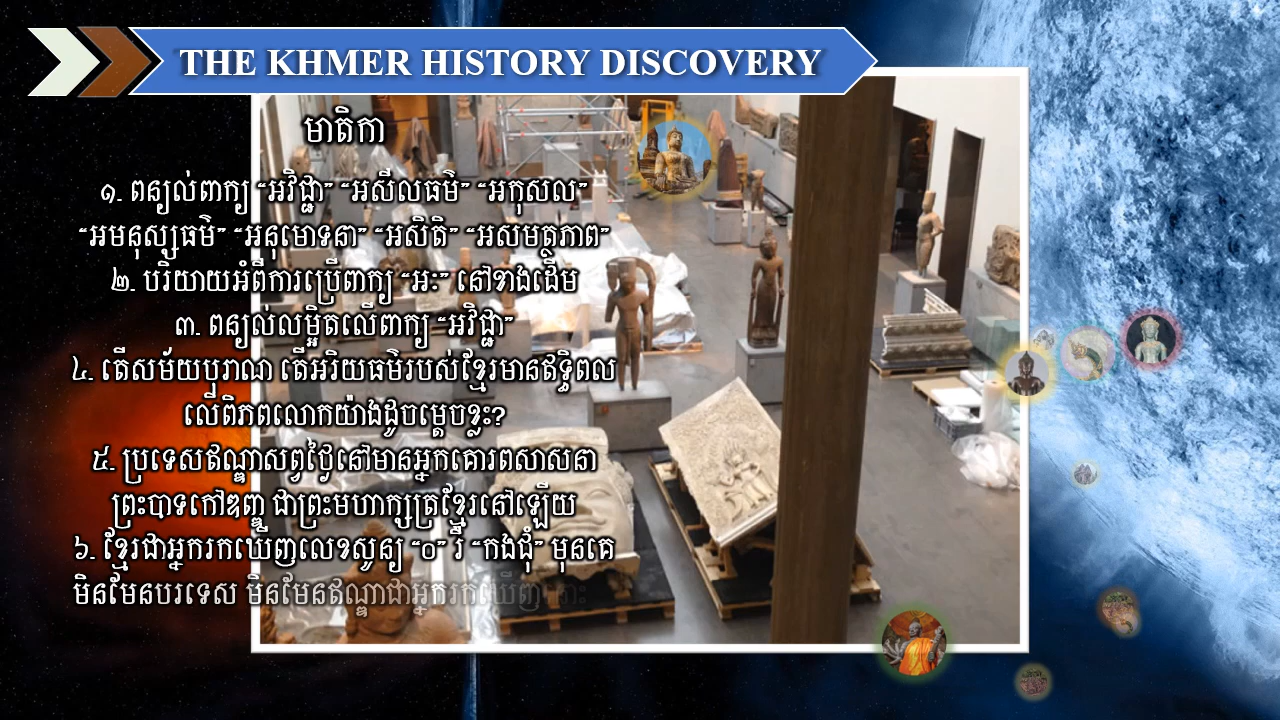 THE KHMER HISTORY DISCOVERY
មាតិកា
១. ពន្យល់ពាក្យ “អវិជ្ជា” “អសីលធម៌” “អកុសល”
“អមនុស្សធម៌” “អនុមោទនា” “អសិតិ” “អសមត្ថភាព”
២. បរិយាយអំពីការប្រើពាក្យ “អៈ” នៅខាងដើម
៣. ពន្យល់លម្អិតលើពាក្យ “អវិជ្ជា”
៤. តើសម័យបុរាណ តើអរិយធម៌របស់ខ្មែរមានឥទ្ធិពល
លើពិភពលោកយ៉ាងដូចម្តេចខ្លះ?
៥. ប្រទេសឥណ្ឌាសព្វថ្ងៃនៅមានអ្នកគោរពសាសនា
ព្រះបាទកៅឌញ្ញ ជាព្រះមហាក្សត្រខ្មែរនៅឡើយ
៦. ខ្មែរជាអ្នករកឃើញលេខសូន្យ “០” រឺ “កងជុំ” មុនគេ
មិនមែនបរទេស មិនមែនឥណ្ឌាជាអ្នករកឃើញនោះ